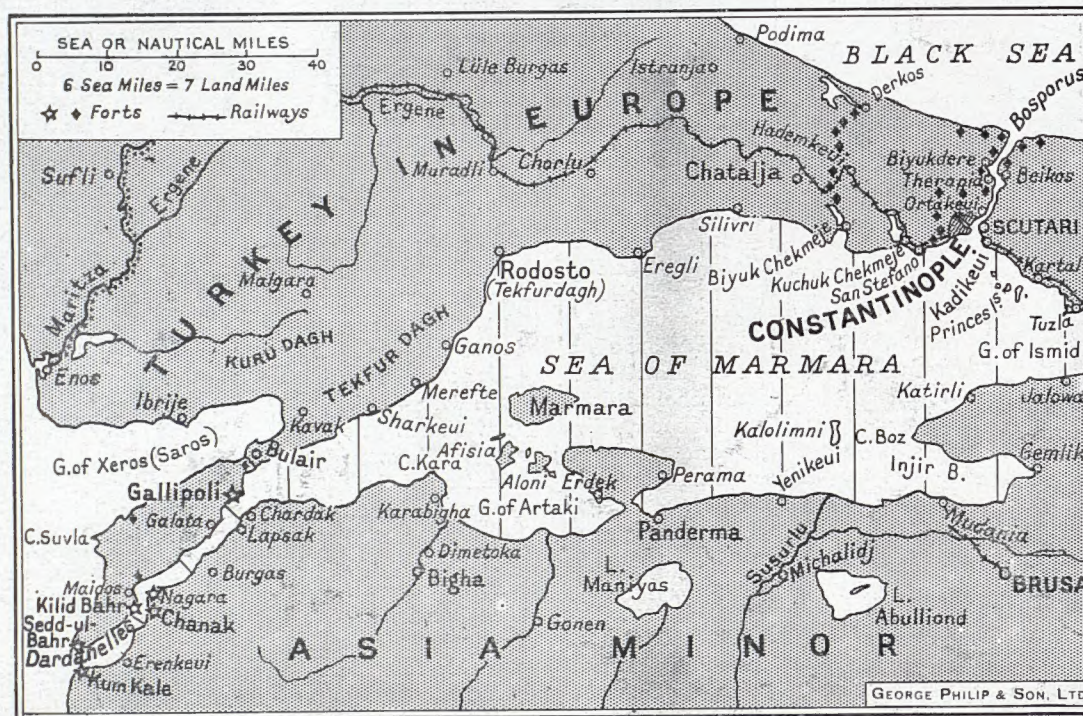 SEA OR NAUTICAL MILES
0 10 20 30 40
6 Sea Miles = 7 Land Miles
Forts Railways
Podima
BLACK SEA
Bosporus
Lüle Burgas
Istranja
Derkos
Ergene
EUROPE
IN
TURKEY
Hademkeui
Sufli
Ergene
Muradli
Chorlu
Chatalja
Biyukdere
Therapia
Beikos
Ortakeui
SCUTARI
Silivri
Biyuk Chekmeje
Kuchuk Chekmeje
San Stefano
CONSTANTINOPLE
Kadikeui
Kartal
Princes Is.
Tuzla
G. of Ismid
Maritza
Malgara
Rodosto
(Tekfurdagh)
Eregli
KURU DAGH
TEKFUR DAGH
Ganos
SEA OF MARMARA
Enos
Merefte
Ibrije
Kavak
Sharkeui
Marmara
Katirli
Jalowa
G. of Xeros (Saros)
Bulair
Afisia
Kalolimni
C. Boz
C. Kara
Aloni
Erdek
Perama
Yenikeui
Injir B.
Gemlik
Gallipoli
Chardak
Galata
Lapsak
Karabigha
G. of Artaki
Panderma
Mudania
C. Suvla
Dimetoka
Susurlu
Michalidj
Maidos
Burgas
Bigha
L.
Maniyas
BRUSA
Kilid Bahr
Nagara
Chanak
L.
Abulliond
Sedd-ul-
Bahr
Dardanelles
Gonen
Erenkeui
ASIA MINOR
Kum Kale
GEORGE PHILIP & SON, LTD